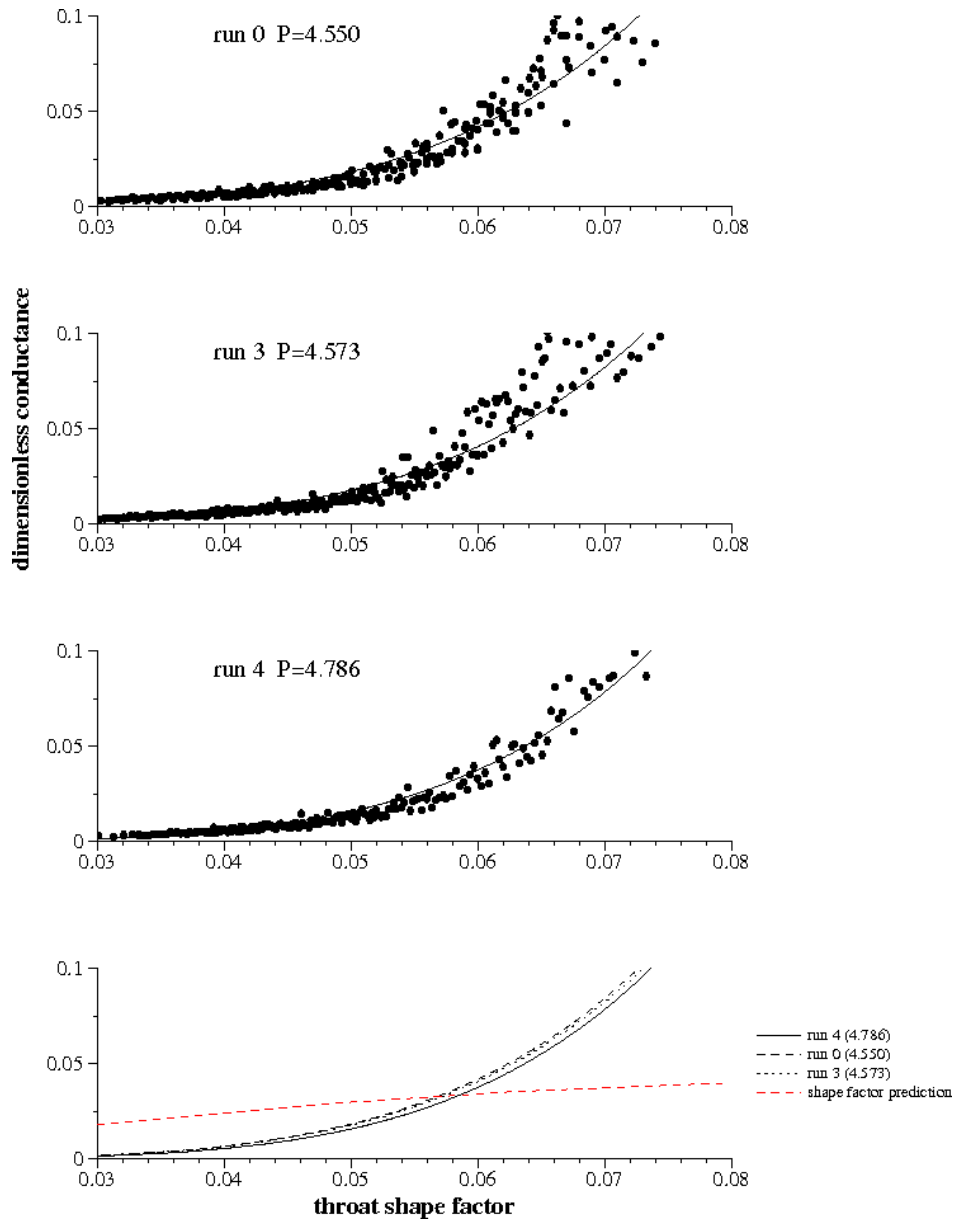 0.1
run 0  P=4.550
0.05
0
0.03 0.04 0.05 0.06 0.07 0.08
dimensionless conductance
0.1
run 3  P=4.573
0.05
0
0.03 0.04 0.05 0.06 0.07 0.08
0.1
run 4  P=4.786
0.05
0
0.03 0.04 0.05 0.06 0.07 0.08
0.1
0.05
0
0.03 0.04 0.05 0.06 0.07 0.08
throat shape factor
run 4 (4.786)
run 0 (4.550)
run 3 (4.573)
shape factor prediction